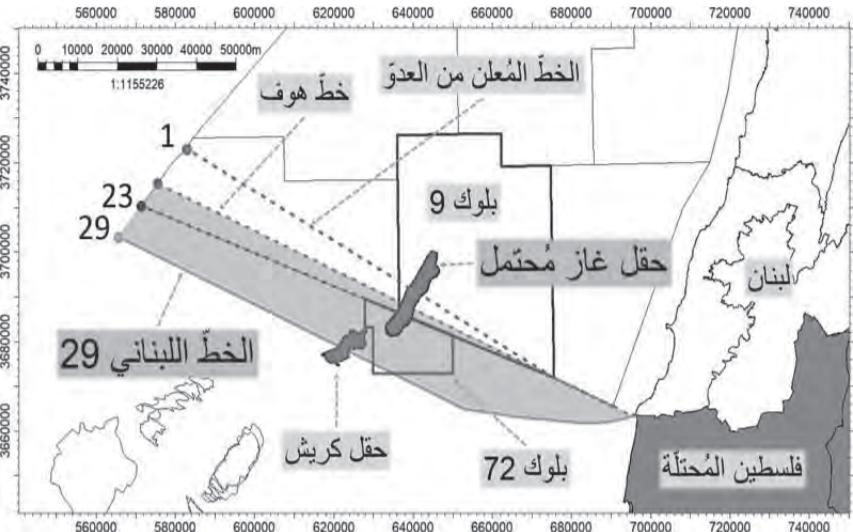 560000 580000 600000 620000 640000 660000 680000 700000 720000 740000
0 10000 20000 30000 40000 50000m
1:1155226
3740000
3720000
3700000
3680000
3660000
الخطّ المُعلن من العدوّ
خطّ هوف
1
23
29
بلوك 9
حقل غاز مُحتمل
لبنان
الخطّ اللبناني 29
حقل كريش
بلوك 72
فلسطين المُحتلّة
560000 580000 600000 620000 640000 660000 680000 700000 720000 740000